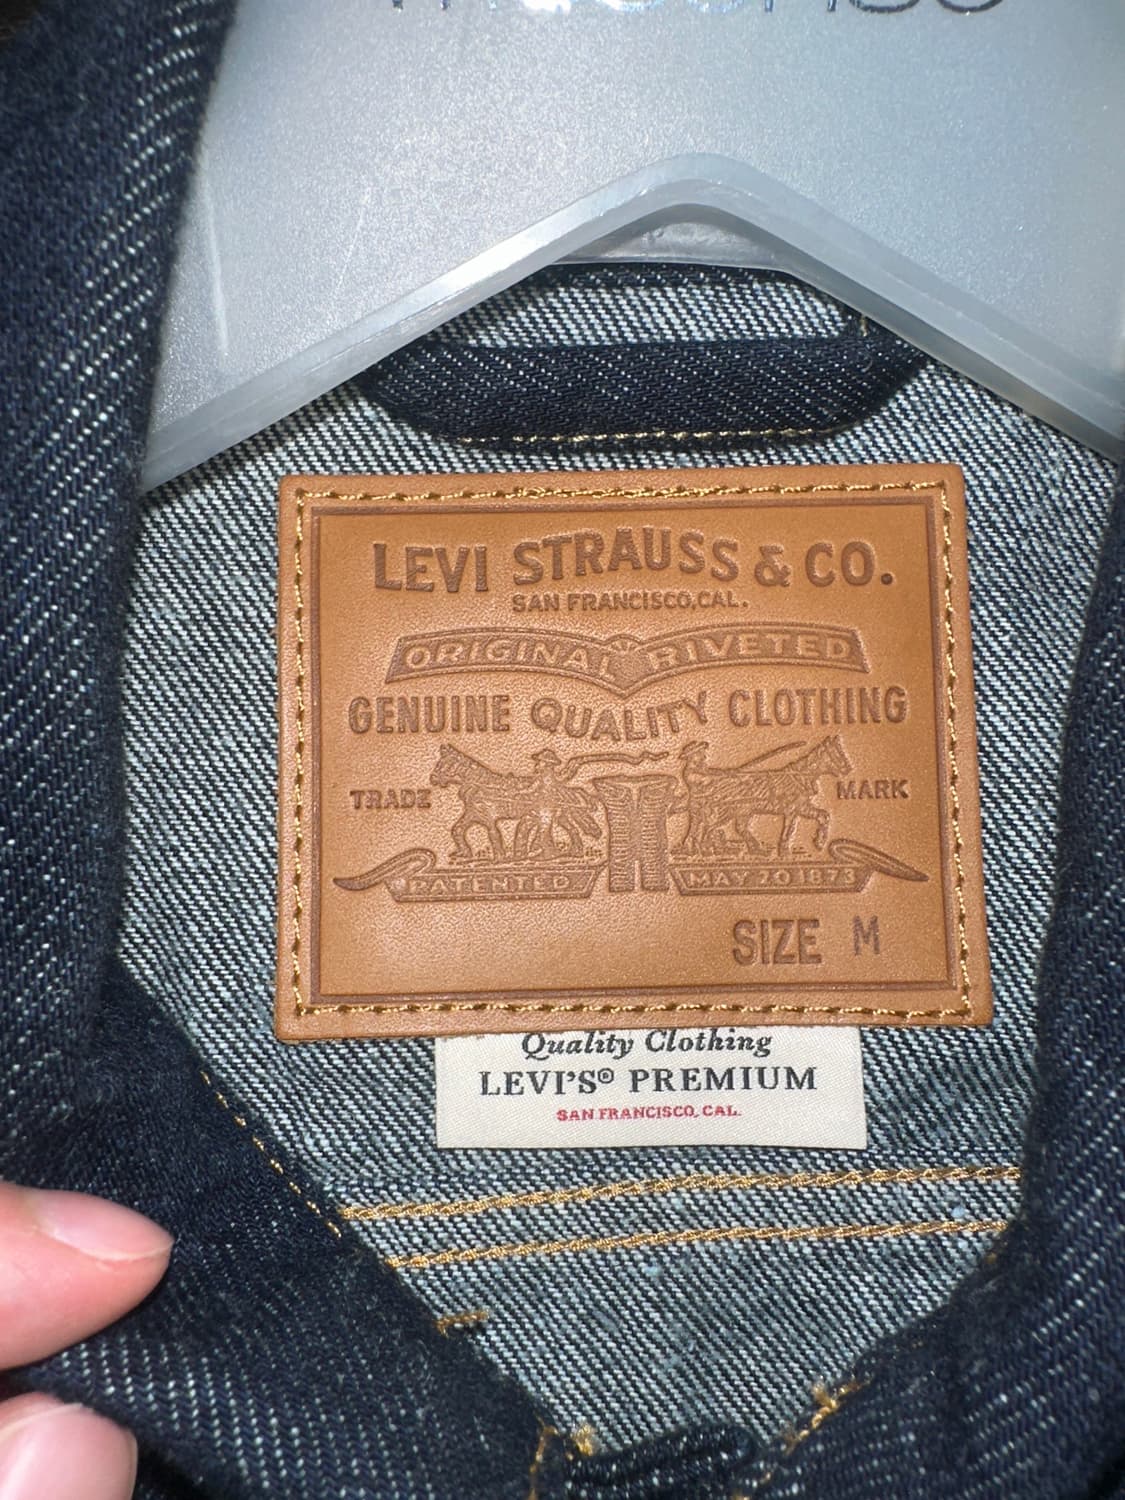 LEVI STRAUSS & CO.
SAN FRANCISCO, CAL.
ORIGINAL RIVETED
GENUINE QUALITY CLOTHING
TRADE MARK
PATENTED MAY 20 1873
SIZE M
Quality Clothing
LEVI'S® PREMIUM
SAN FRANCISCO, CAL.